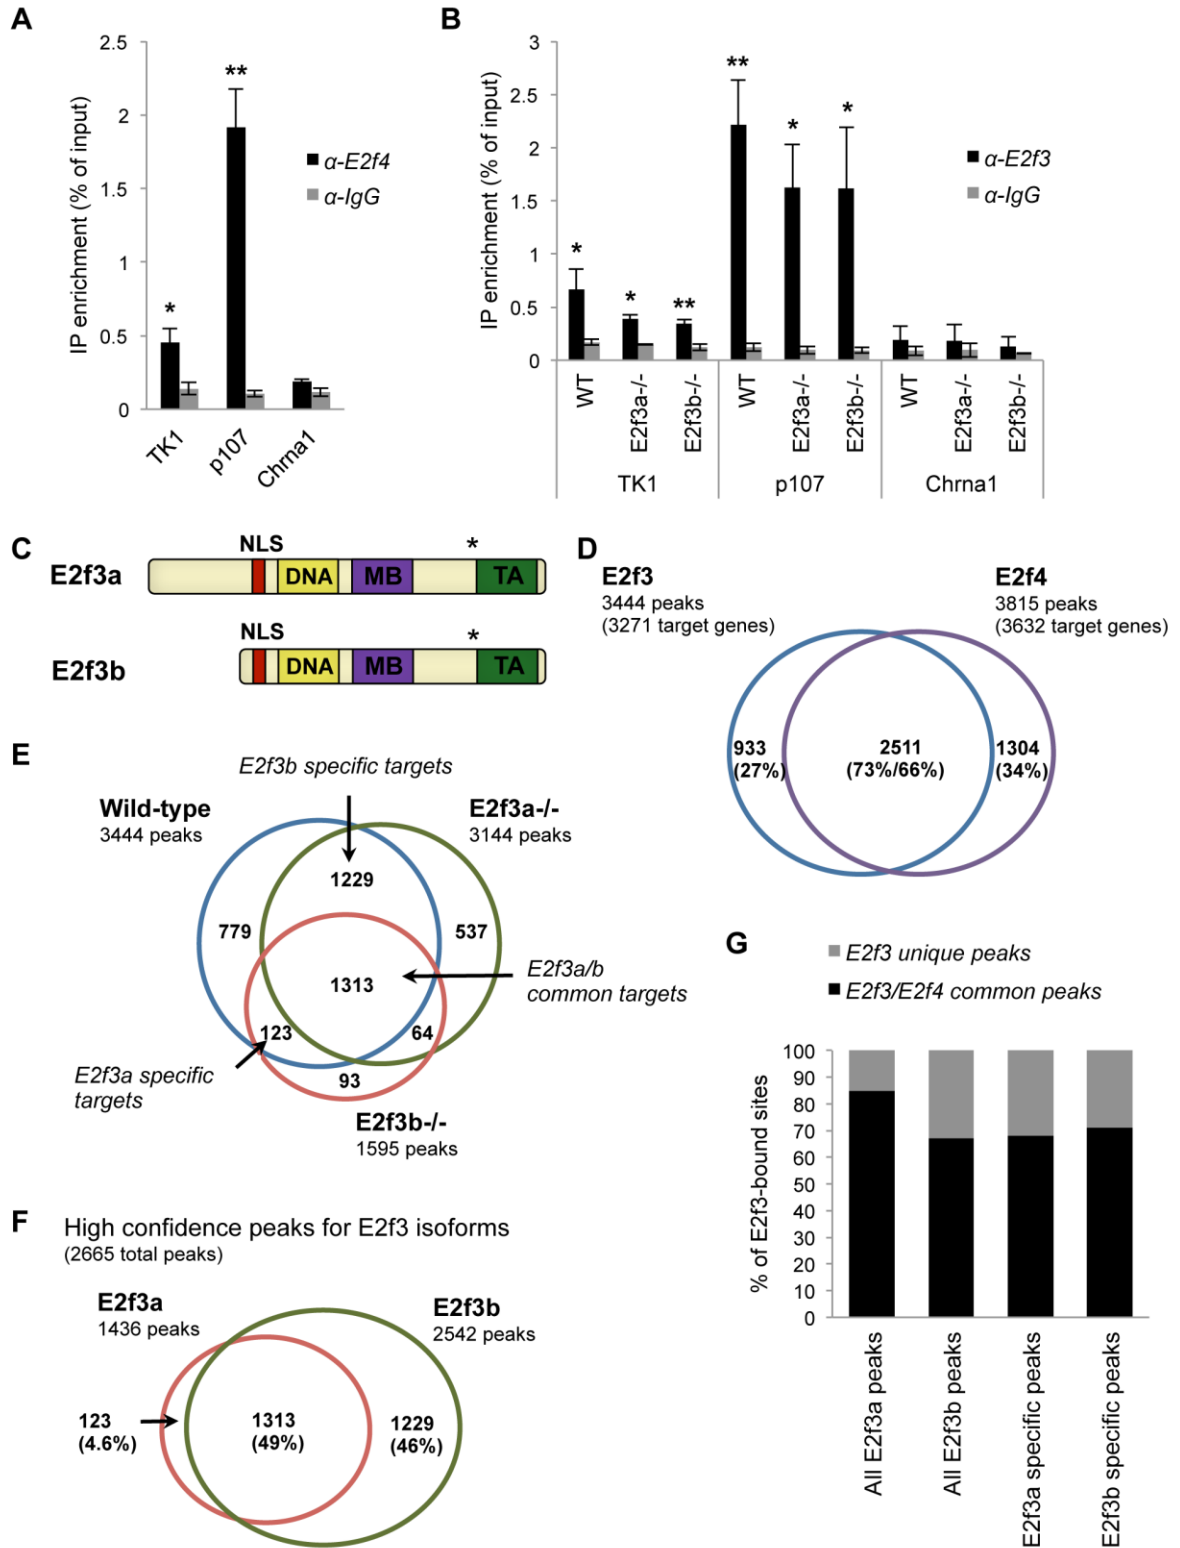 A
2.5
2
1.5
1
0.5
0
IP enrichment (% of input)
**
*
α-E2f4
α-IgG
TK1
p107
Chrna1
B
3
2.5
2
1.5
1
0.5
0
IP enrichment (% of input)
*
*
**
**
*
*
α-E2f3
α-IgG
WT
E2f3a-/-
E2f3b-/-
WT
E2f3a-/-
E2f3b-/-
WT
E2f3a-/-
E2f3b-/-
TK1
p107
Chrna1
C
NLS
*
E2f3a
DNA
MB
TA
NLS
*
E2f3b
DNA
MB
TA
D
E2f3
3444 peaks
(3271 target genes)
E2f4
3815 peaks
(3632 target genes)
933
(27%)
2511
(73%/66%)
1304
(34%)
E
E2f3b specific targets
Wild-type
3444 peaks
E2f3a-/-
3144 peaks
1229
779
537
1313
E2f3a/b
common targets
123
64
93
E2f3a specific
targets
E2f3b-/-
1595 peaks
F
High confidence peaks for E2f3 isoforms
(2665 total peaks)
E2f3a
1436 peaks
E2f3b
2542 peaks
123
(4.6%)
1313
(49%)
1229
(46%)
G
E2f3 unique peaks
E2f3/E2f4 common peaks
% of E2f3-bound sites
100
90
80
70
60
50
40
30
20
10
0
All E2f3a peaks
All E2f3b peaks
E2f3a specific peaks
E2f3b specific peaks